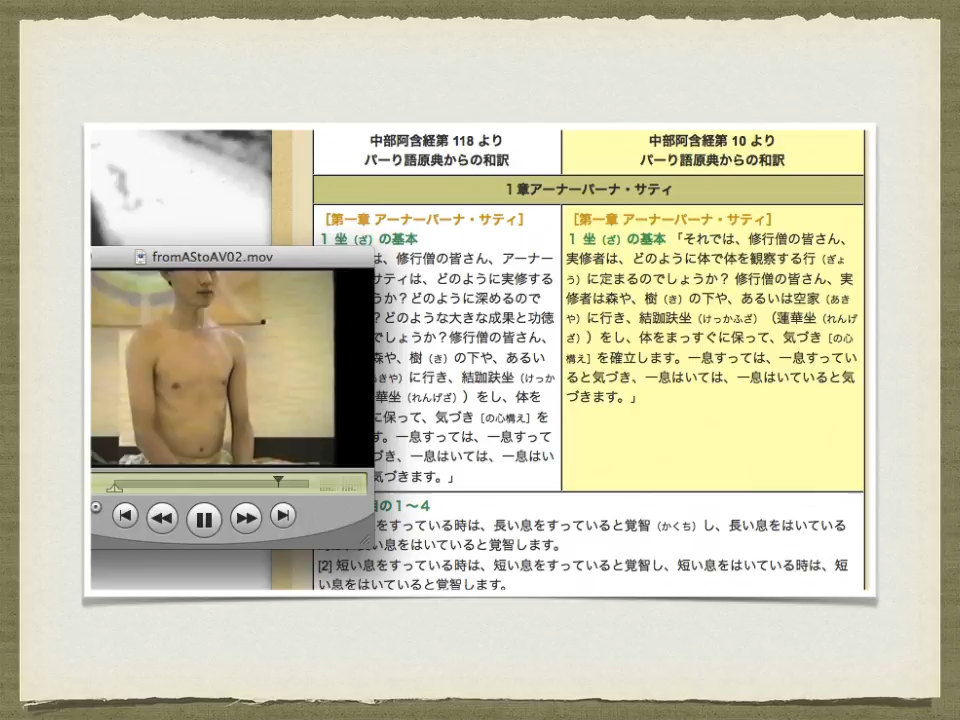 中部阿含経第 118 より
パーリ語原典からの和訳
中部阿含経第 10 より
パーリ語原典からの和訳
1章アーナーパーナ・サティ
［第一章 アーナーパーナ・サティ］
1 坐（ざ）の基本
は、修行僧の皆さん、アーナー
サティは、どのように実修する
うか？どのように深めるので
？どのような大きな成果と功徳
でしょうか？修行僧の皆さん、
森や、樹（き）の下や、あるい
きや）に行き、結跏趺坐（けっか
華坐（れんげざ））をし、体を
に保って、気づき［の心構え］を
す。一息すっては、一息すって
づき、一息はいては、一息はい
気づきます。」
［第一章 アーナーパーナ・サティ］
1 坐（ざ）の基本 「それでは、修行僧の皆さん、
実修者は、どのように体で体を観察する行（ぎょ
う）に定まるのでしょうか？ 修行僧の皆さん、実
修者は森や、樹（き）の下や、あるいは空家（あき
や）に行き、結跏趺坐（けっかふざ）（蓮華坐（れんげ
ざ））をし、体をまっすぐに保って、気づき［の心
構え］を確立します。一息すっては、一息すってい
ると気づき、一息はいては、一息はいていると気
づきます。」
fromAStoAV02.mov
目の1～4
をすっている時は、長い息をすっていると覚智（かくち）し、長い息をはいている
い息をはいていると覚智します。
[2] 短い息をすっている時は、短い息をすっていると覚智し、短い息をはいている時は、短
い息をはいていると覚智します。